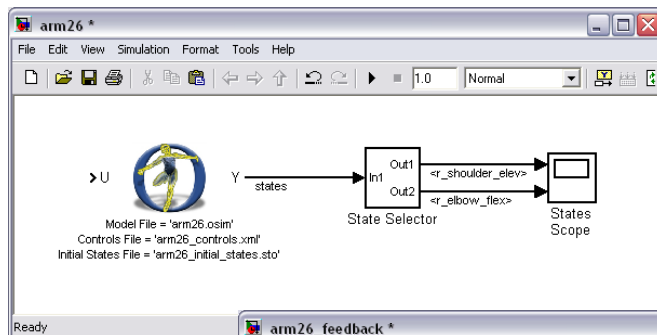 arm26 *
File Edit View Simulation Format Tools Help
1.0 Normal
U Y states In1 Out1 <r_shoulder_elev>
Out2 <r_elbow_flex>
State Selector
States
Scope
Model File = 'arm26.osim'
Controls File = 'arm26_controls.xml'
Initial States File = 'arm26_initial_states.sto'
Ready
arm26_feedback *